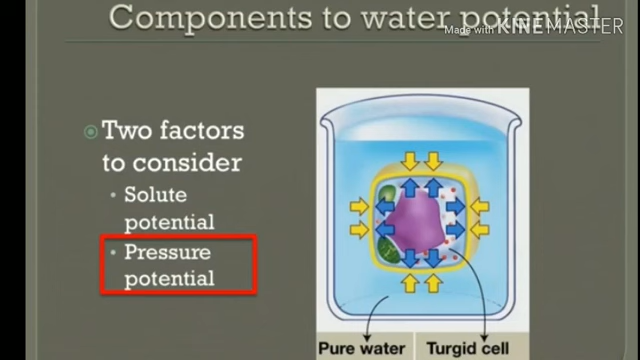 Components to water potential
Made with KINEMASTER
Two factors
to consider
Solute
potential
Pressure
potential
Pure water
Turgid cell